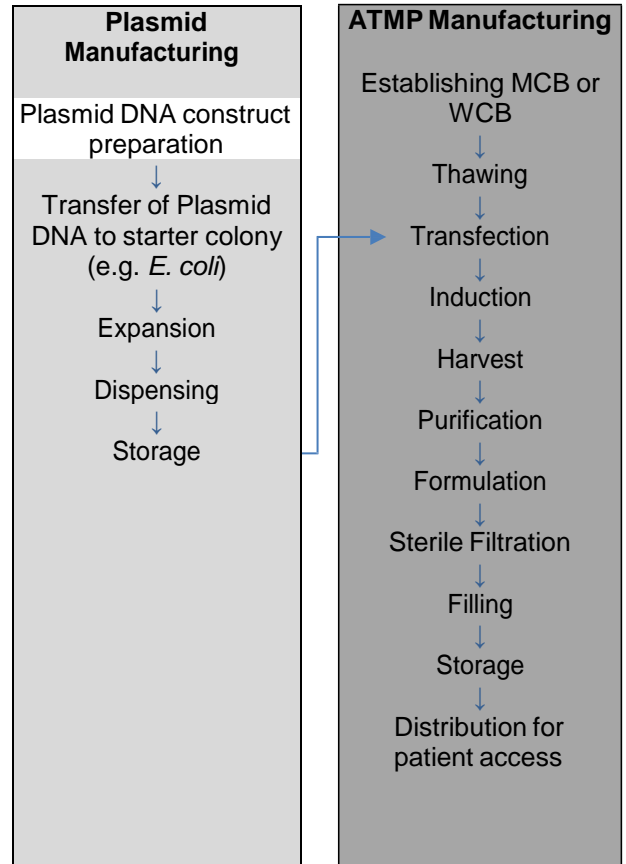 Plasmid
Manufacturing
Plasmid DNA construct
preparation
↓
Transfer of Plasmid
DNA to starter colony
(e.g. E. coli)
↓
Expansion
↓
Dispensing
↓
Storage
ATMP Manufacturing
Establishing MCB or
WCB
↓
Thawing
↓
Transfection
↓
Induction
↓
Harvest
↓
Purification
↓
Formulation
↓
Sterile Filtration
↓
Filling
↓
Storage
↓
Distribution for
patient access